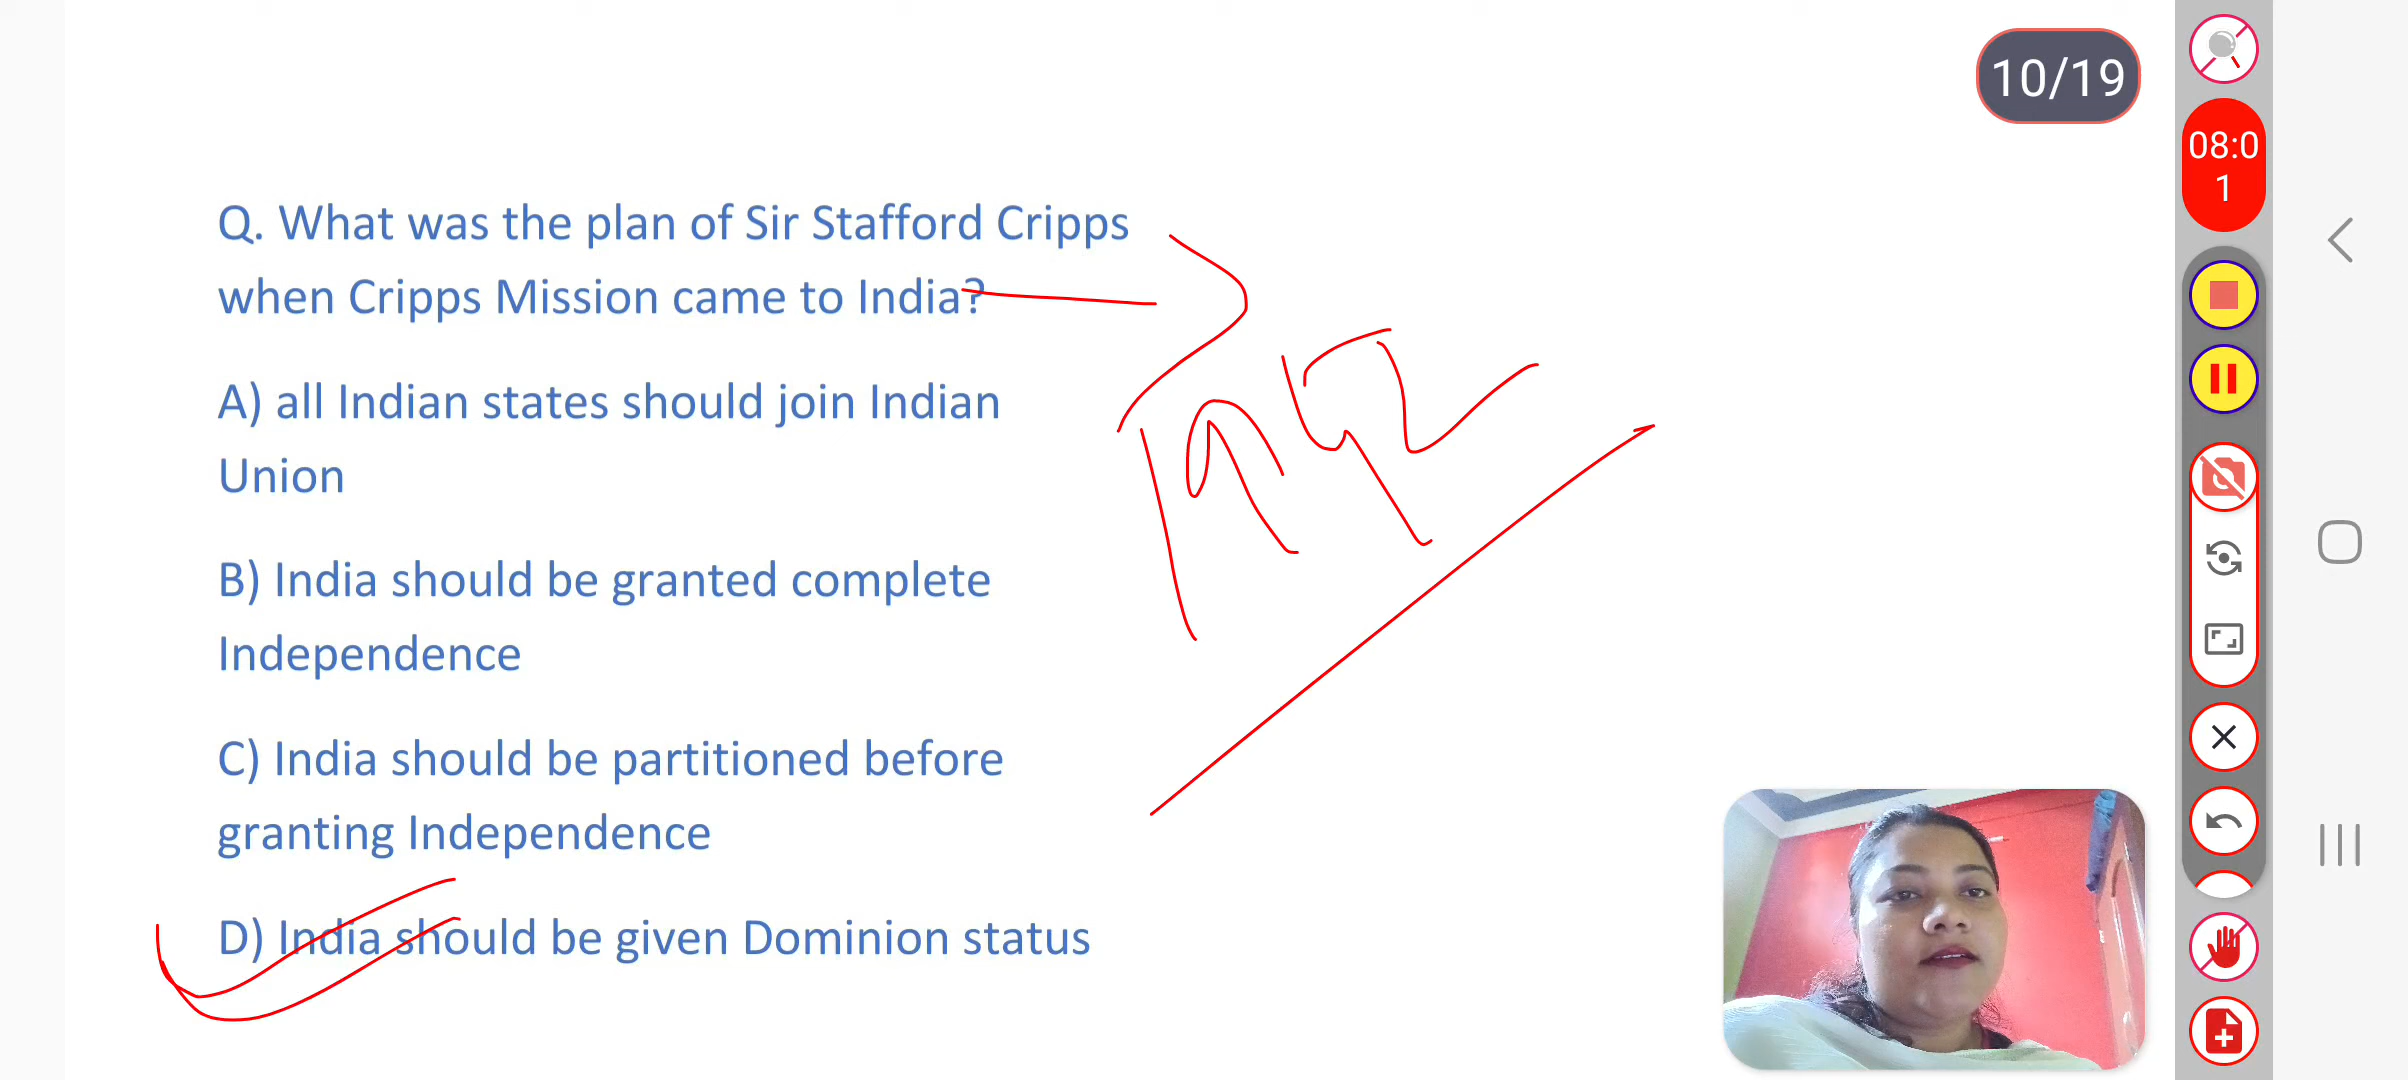 10/19
08:0
1
Q. What was the plan of Sir Stafford Cripps
when Cripps Mission came to India?
A) all Indian states should join Indian
Union
1942
B) India should be granted complete
Independence
C) India should be partitioned before
granting Independence
D) India should be given Dominion status